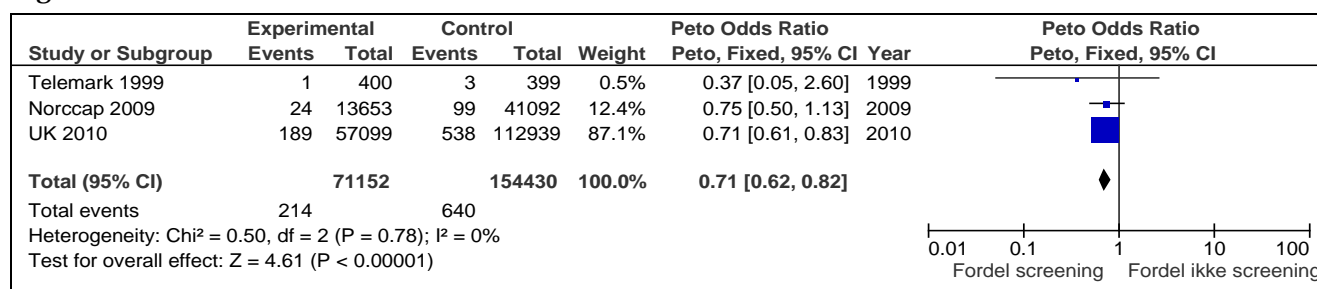 Experimental Control Peto Odds Ratio Peto Odds Ratio
Study or Subgroup Events Total Events Total Weight Peto, Fixed, 95% CI Year Peto, Fixed, 95% CI
Telemark 1999 1 400 3 399 0.5% 0.37 [0.05, 2.60] 1999
Norccap 2009 24 13653 99 41092 12.4% 0.75 [0.50, 1.13] 2009
UK 2010 189 57099 538 112939 87.1% 0.71 [0.61, 0.83] 2010
Total (95% CI) 71152 154430 100.0% 0.71 [0.62, 0.82]
Total events 214 640
Heterogeneity: Chi² = 0.50, df = 2 (P = 0.78); I² = 0%
Test for overall effect: Z = 4.61 (P < 0.00001)
0.01 0.1 1 10 100
Fordel screening Fordel ikke screening